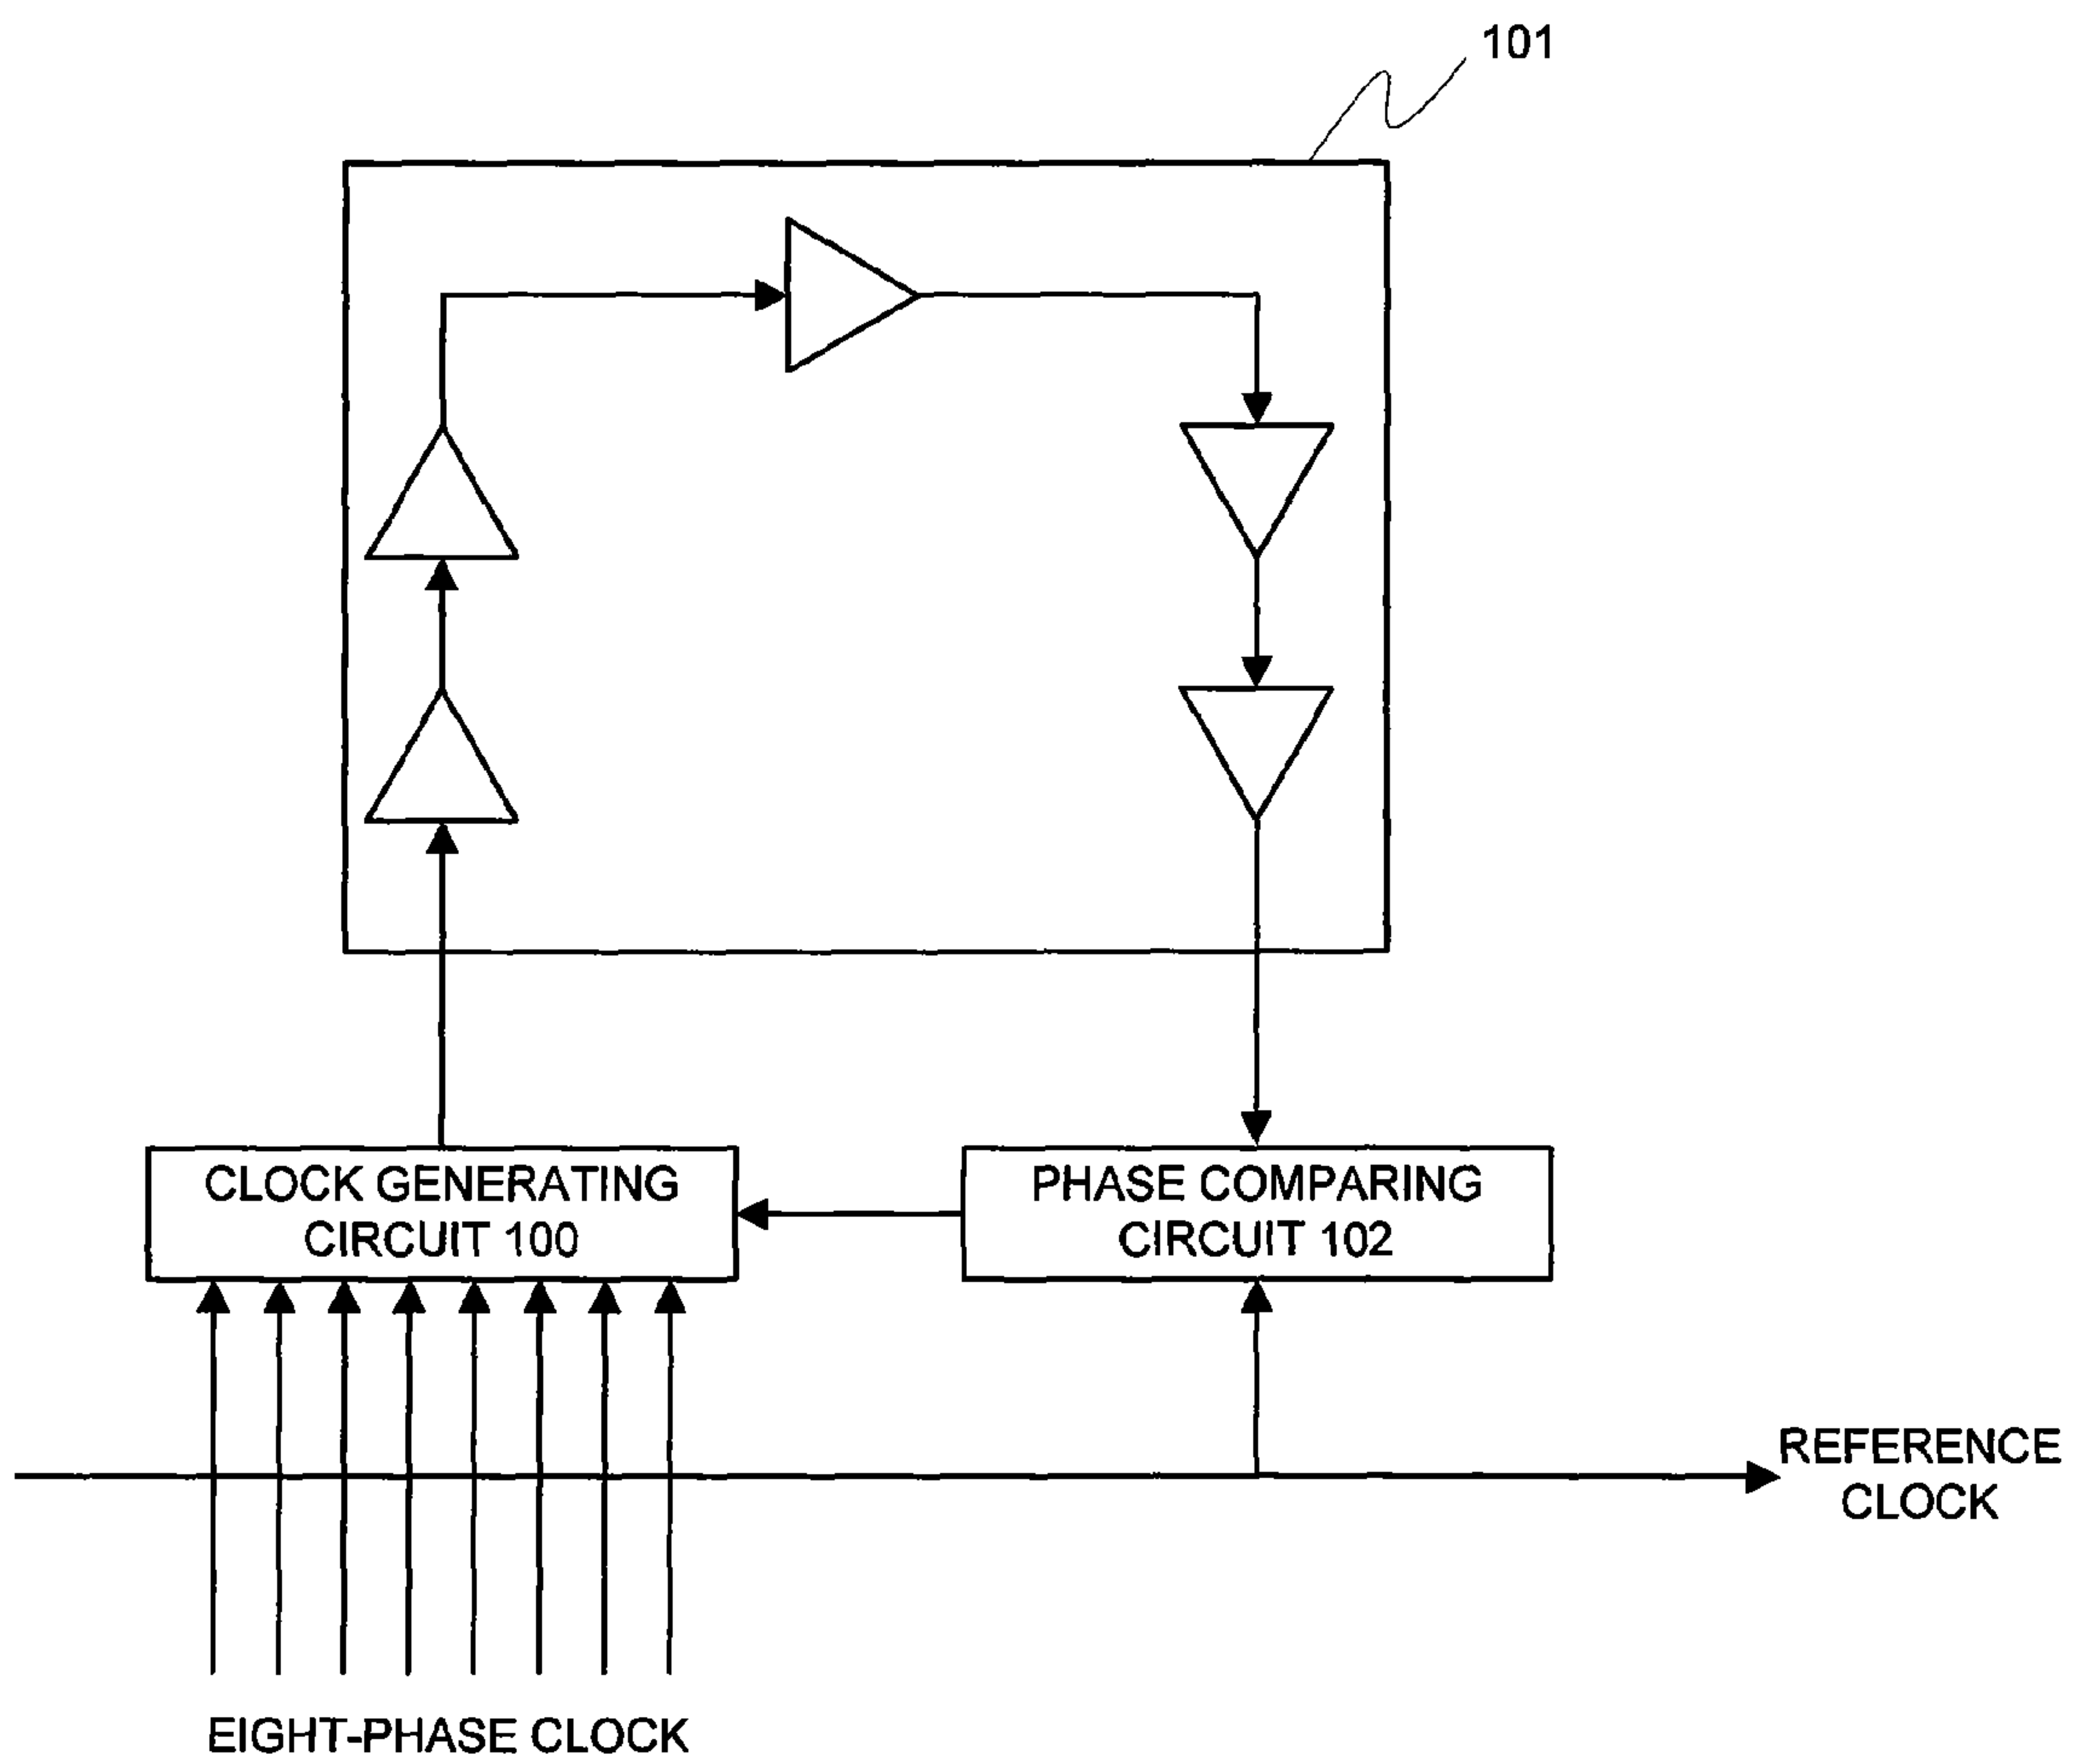 101
CLOCK GENERATING
CIRCUIT 100
PHASE COMPARING
CIRCUIT 102
REFERENCE
CLOCK
EIGHT-PHASE CLOCK